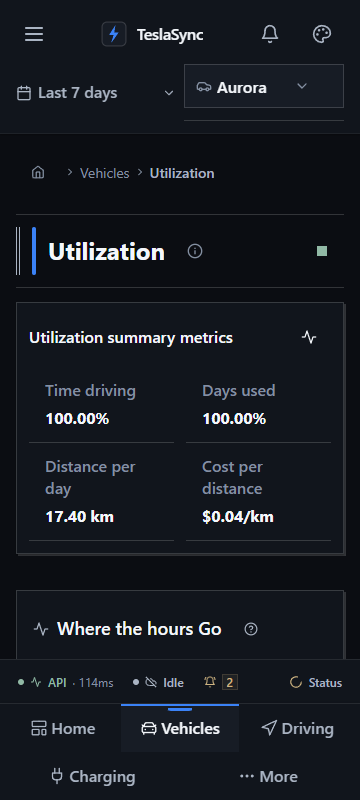 TeslaSync
Last 7 days
Aurora
Vehicles
Utilization
Utilization
Utilization summary metrics
Time driving
100.00%
Days used
100.00%
Distance per
day
17.40 km
Cost per
distance
$0.04/km
Where the hours Go
API · 114ms
Idle
2
Status
Home
Vehicles
Driving
Charging
More